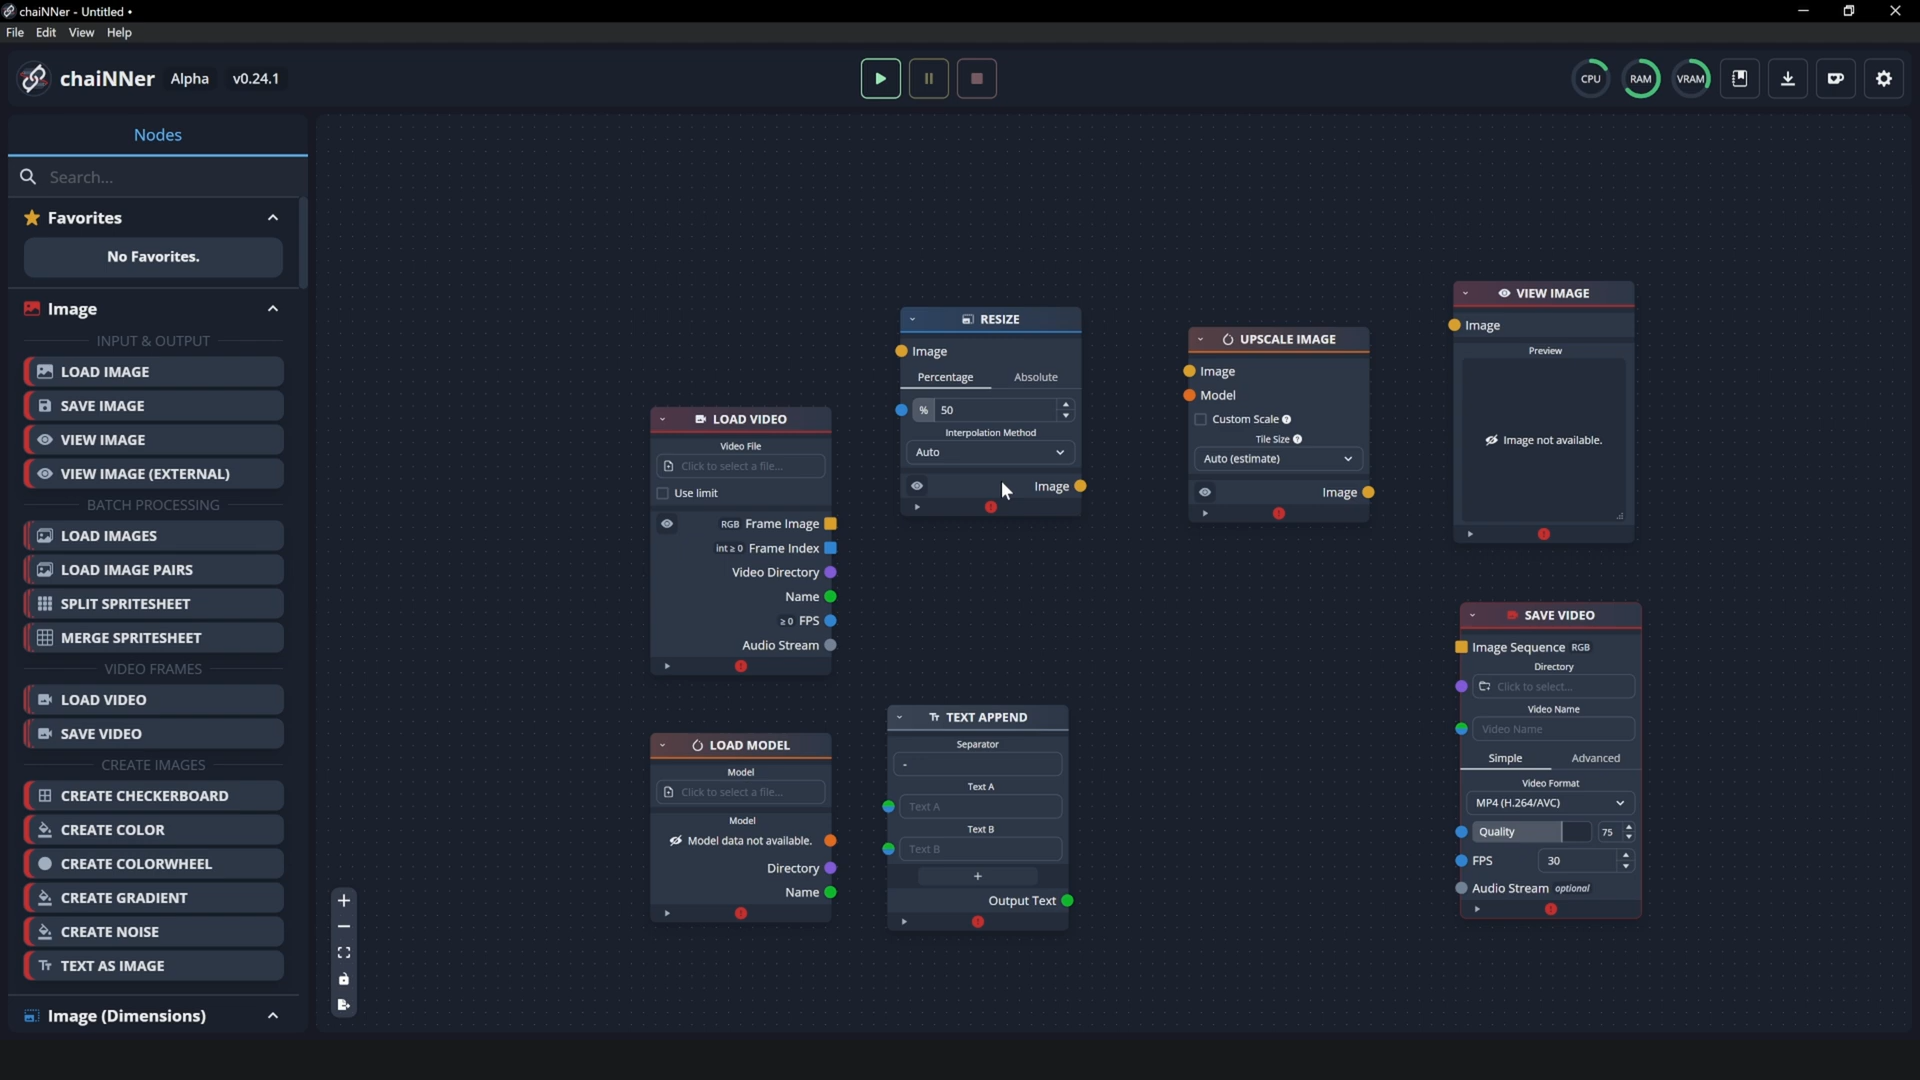 chaiNNer - Untitled •
File Edit View Help
chaiNNer Alpha v0.24.1
CPU RAM VRAM
Nodes
Search...
Favorites
No Favorites.
Image
INPUT & OUTPUT
LOAD IMAGE
SAVE IMAGE
VIEW IMAGE
VIEW IMAGE (EXTERNAL)
BATCH PROCESSING
LOAD IMAGES
LOAD IMAGE PAIRS
SPLIT SPRITESHEET
MERGE SPRITESHEET
VIDEO FRAMES
LOAD VIDEO
SAVE VIDEO
CREATE IMAGES
CREATE CHECKERBOARD
CREATE COLOR
CREATE COLORWHEEL
CREATE GRADIENT
CREATE NOISE
TEXT AS IMAGE
Image (Dimensions)
LOAD VIDEO
Video File
Click to select a file...
Use limit
RGB Frame Image
int ≥ 0 Frame Index
Video Directory
Name
≥ 0 FPS
Audio Stream
LOAD MODEL
Model
Click to select a file...
Model
Model data not available.
Directory
Name
RESIZE
Image
Percentage Absolute
% 50
Interpolation Method
Auto
Image
TEXT APPEND
Separator
-
Text A
Text A
Text B
Text B
+
Output Text
UPSCALE IMAGE
Image
Model
Custom Scale ?
Tile Size ?
Auto (estimate)
Image
VIEW IMAGE
Image
Preview
Image not available.
SAVE VIDEO
Image Sequence RGB
Directory
Click to select...
Video Name
Video Name
Simple Advanced
Video Format
MP4 (H.264/AVC)
Quality 75
FPS 30
Audio Stream optional